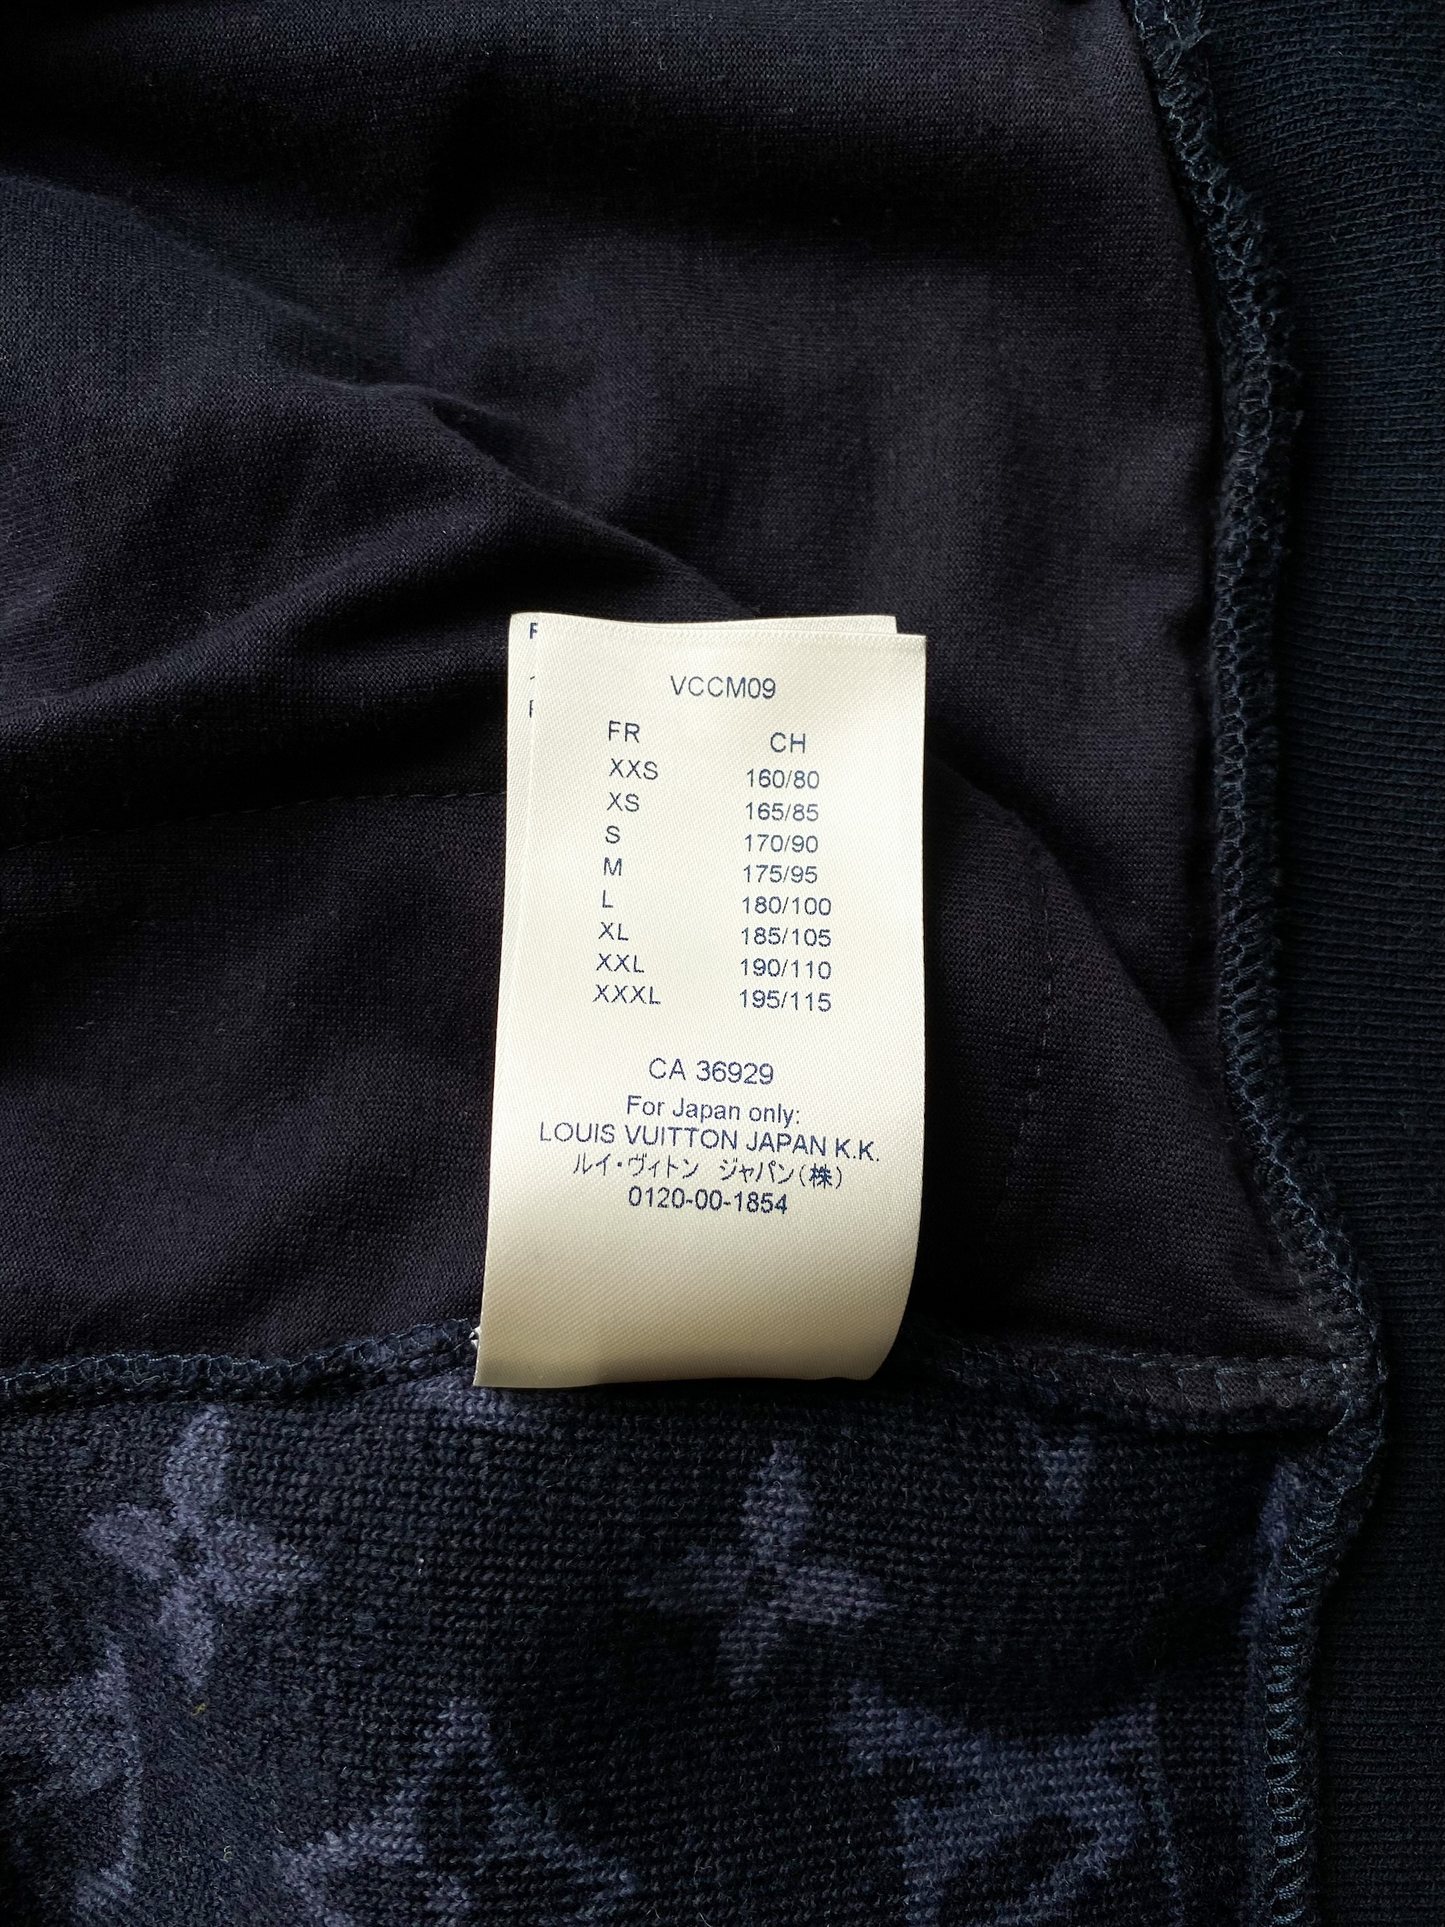 VCCM09
FR CH
XXS 160/80
XS 165/85
S 170/90
M 175/95
L 180/100
XL 185/105
XXL 190/110
XXXL 195/115
CA 36929
For Japan only:
LOUIS VUITTON JAPAN K.K.
ルイ・ヴィトン ジャパン(株)
0120-00-1854